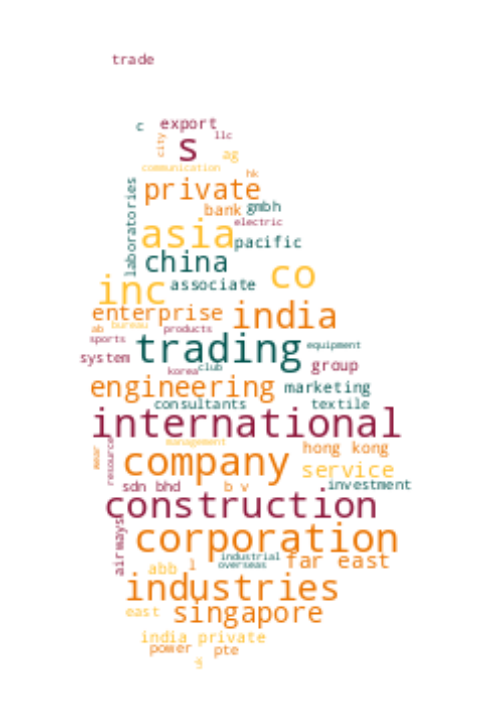 trade
c
export
llc
city
s
ag
communication
hk
laboratories
private
bank
gmbh
electric
asia
pacific
china
co
inc
associate
enterprise
india
ab
bureau
products
sports
trading
equipment
system
club
korea
group
engineering
marketing
consultants
textile
international
management
wear
resource
hong kong
company
service
sdn bhd
b v
investment
construction
airways
corporation
industrial
overseas
far east
abb
l
industries
east
singapore
india private
power
pte